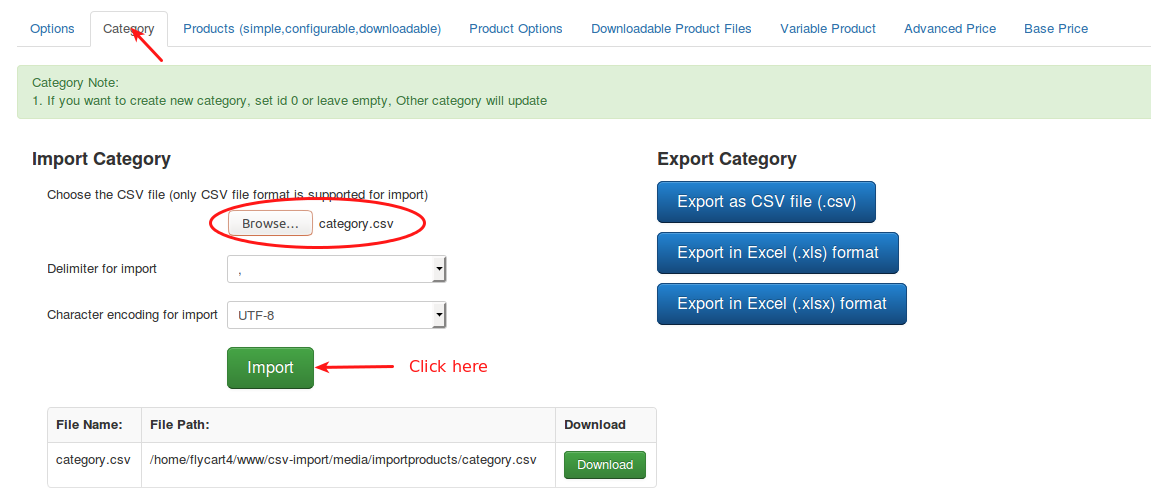 Options Category Products (simple,configurable,downloadable) Product Options Downloadable Product Files Variable Product Advanced Price Base Price
Category Note:
1. If you want to create new category, set id 0 or leave empty, Other category will update
Import Category
Choose the CSV file (only CSV file format is supported for import)
Browse... category.csv
Delimiter for import ,
Character encoding for import UTF-8
Import Click here
Export Category
Export as CSV file (.csv)
Export in Excel (.xls) format
Export in Excel (.xlsx) format
File Name: File Path: Download
category.csv /home/flycart4/www/csv-import/media/importproducts/category.csv Download